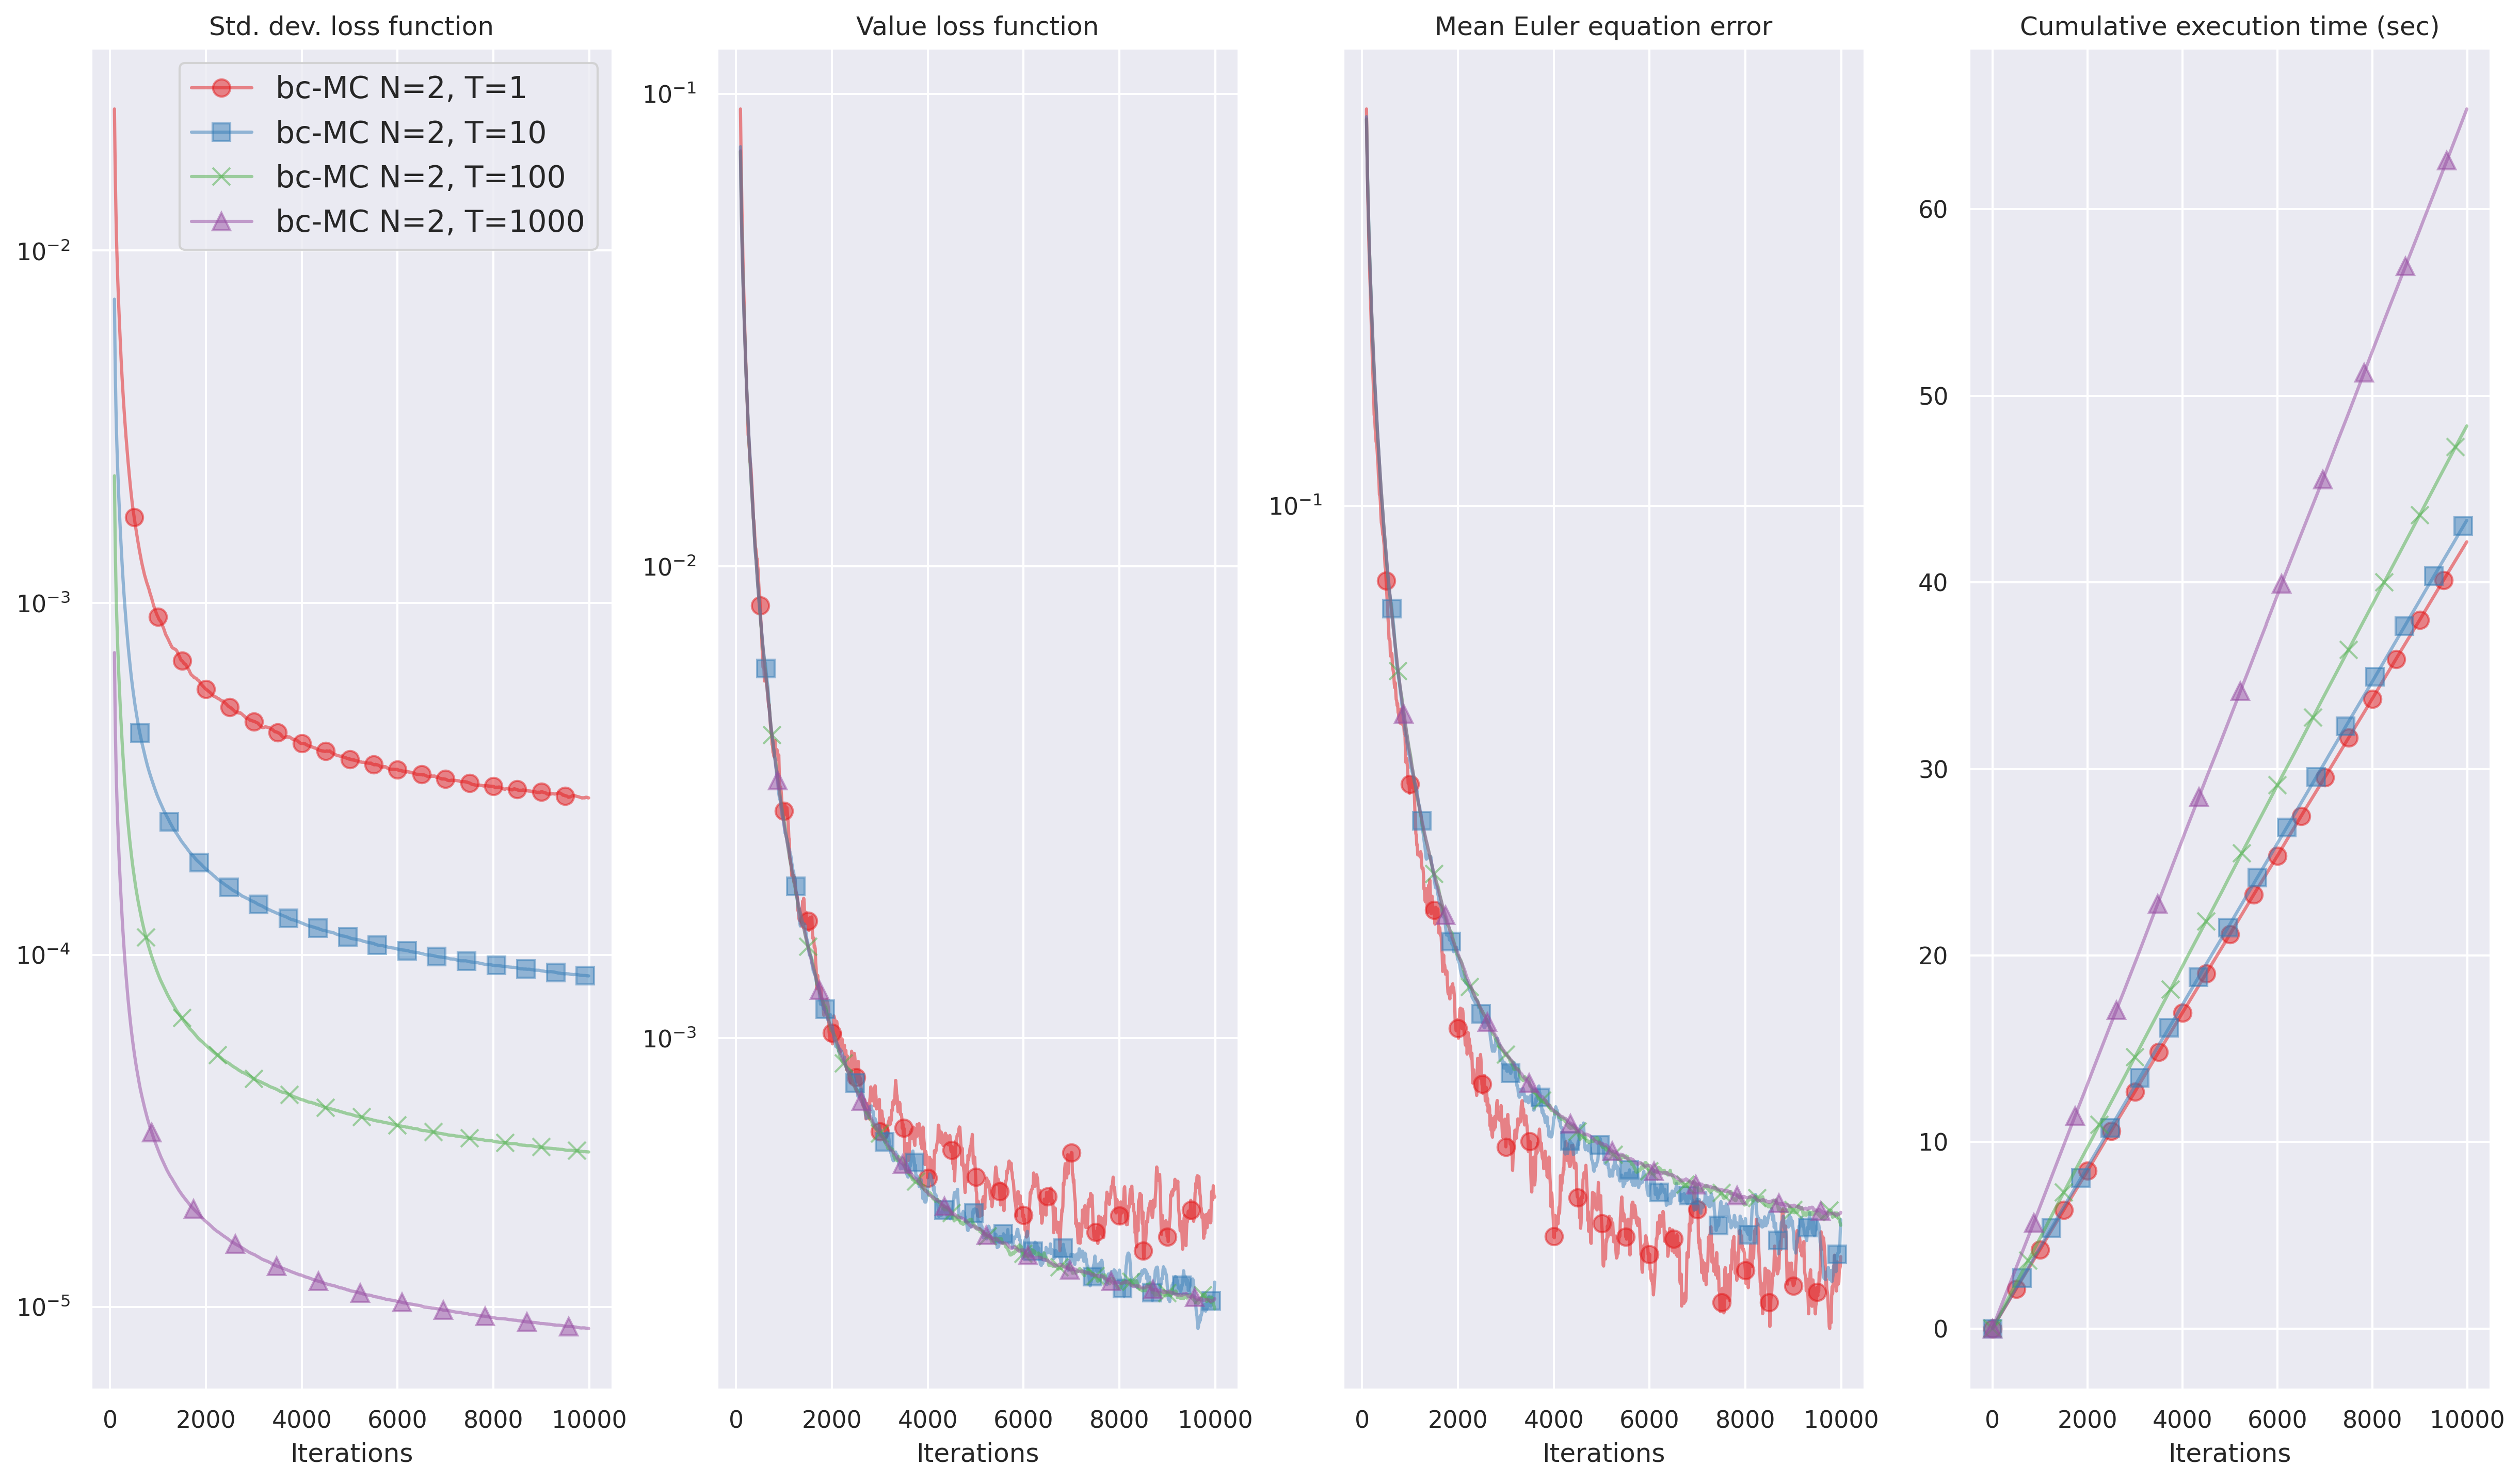 Std. dev. loss function
bc-MC N=2, T=1
bc-MC N=2, T=10
bc-MC N=2, T=100
bc-MC N=2, T=1000
10⁻²
10⁻³
10⁻⁴
10⁻⁵
0 2000 4000 6000 8000 10000
Iterations
Value loss function
10⁻¹
10⁻²
10⁻³
0 2000 4000 6000 8000 10000
Iterations
Mean Euler equation error
10⁻¹
0 2000 4000 6000 8000 10000
Iterations
Cumulative execution time (sec)
60
50
40
30
20
10
0
0 2000 4000 6000 8000 10000
Iterations